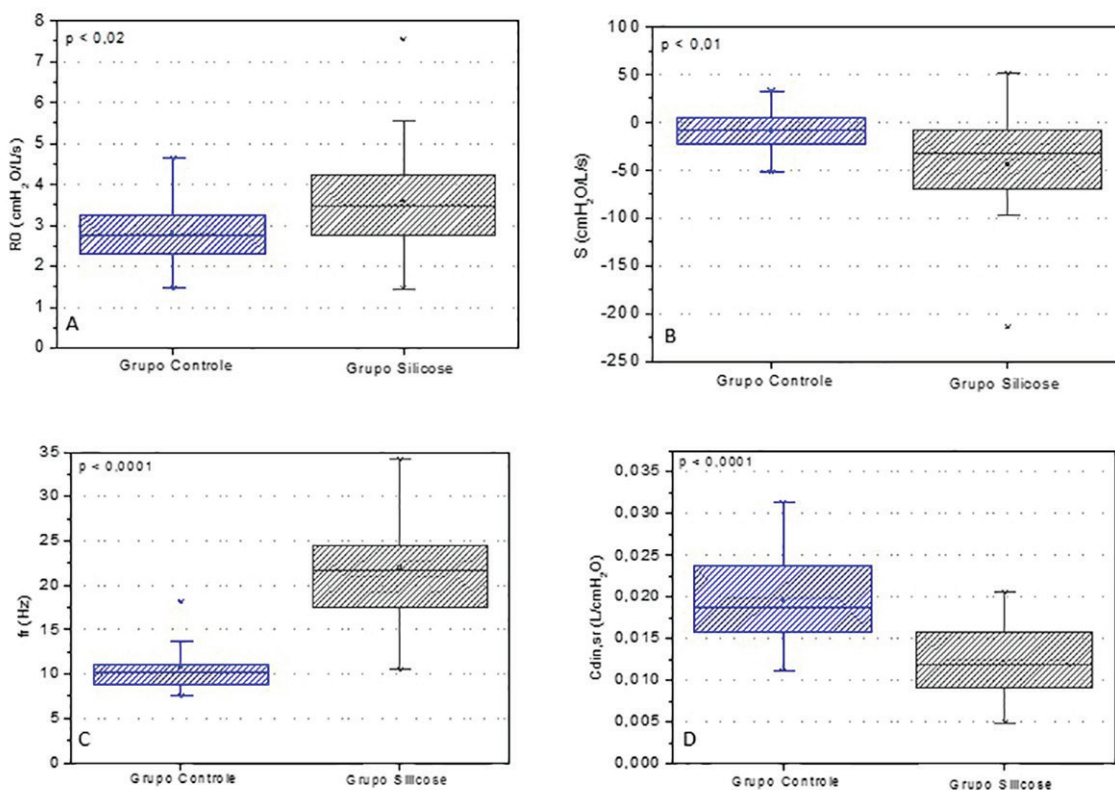 8
7
6
5
4
3
2
1
0
R0 (cmH₂O/L/s)
p < 0,02
A
Grupo Controle
Grupo Silicose
100
50
0
-50
-100
-150
-200
-250
S (cmH₂O/L/s)
p < 0,01
B
Grupo Controle
Grupo Silicose
35
30
25
20
15
10
5
0
fr (Hz)
p < 0,0001
C
Grupo Controle
Grupo Silicose
0,035
0,030
0,025
0,020
0,015
0,010
0,005
0,000
Cdin,sr (L/cmH₂O)
p < 0,0001
D
Grupo Controle
Grupo Silicose